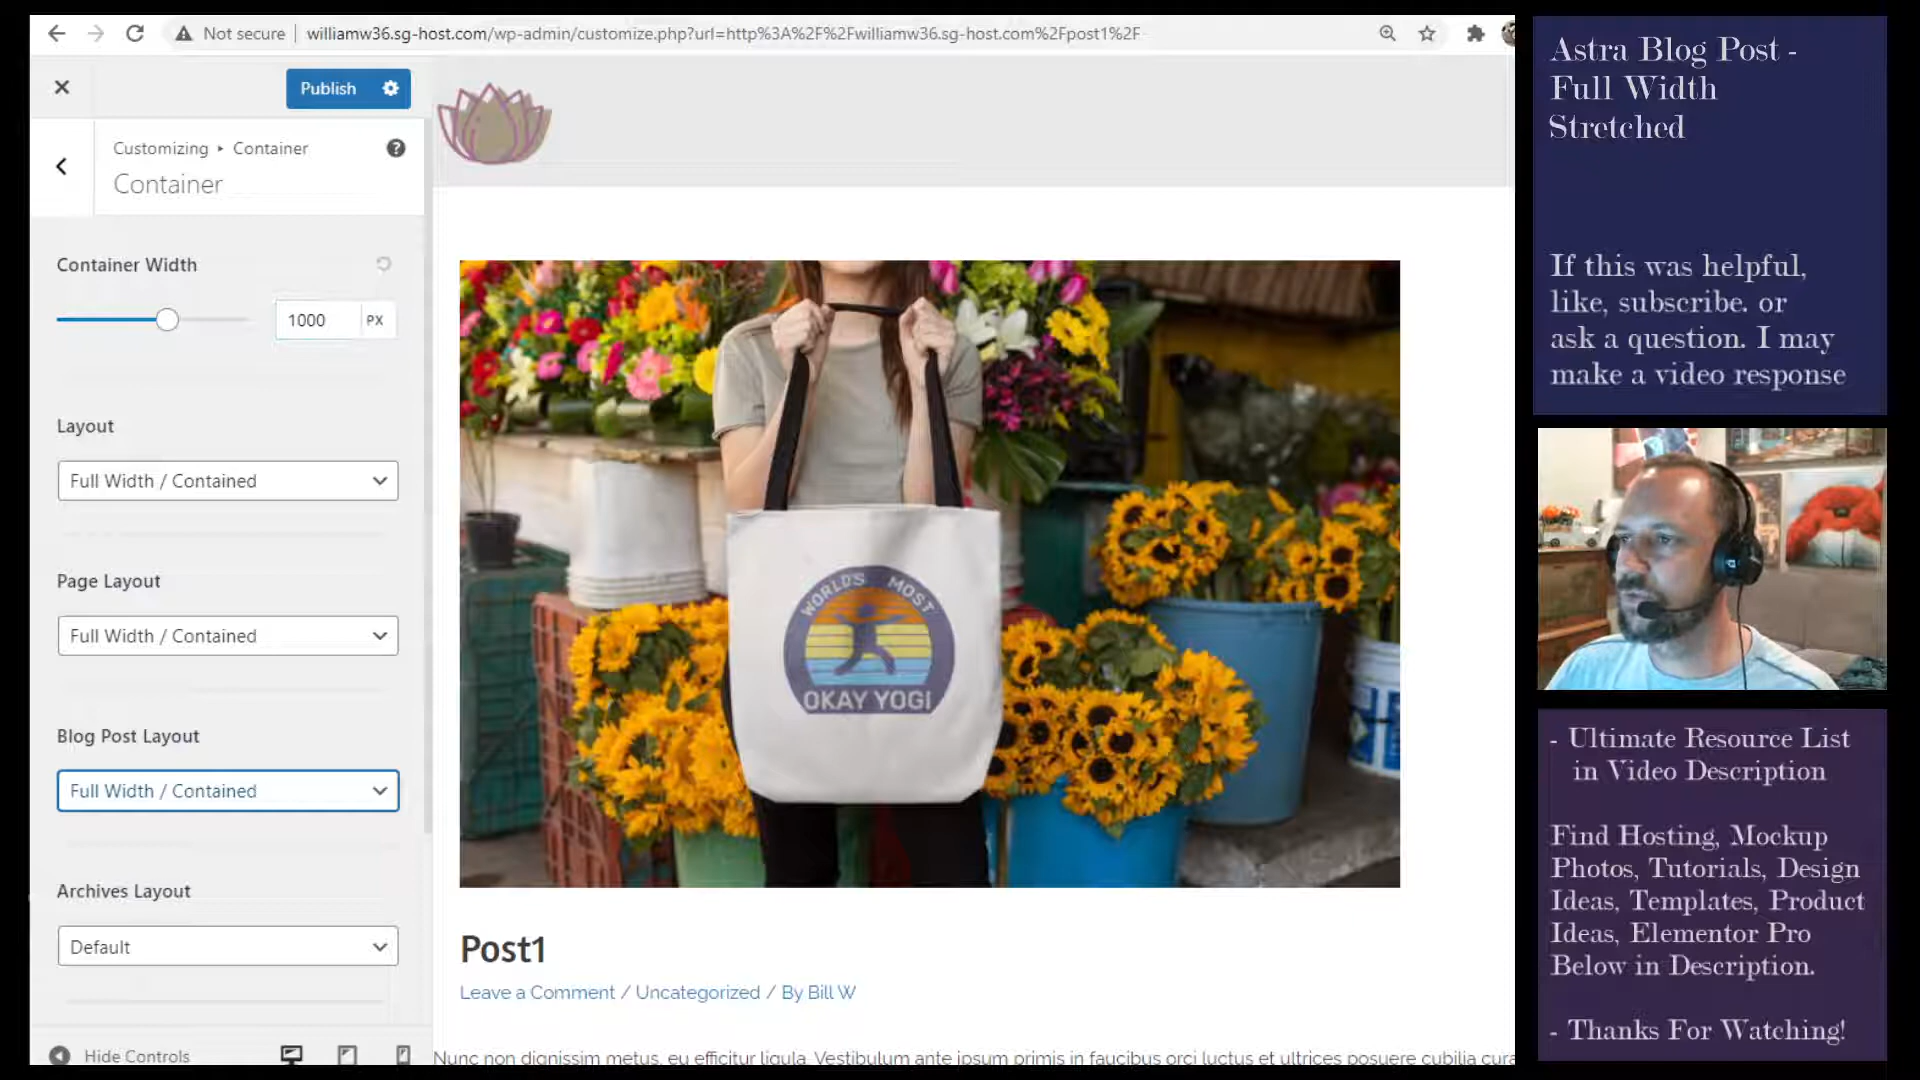 Not secure
williamw36.sg-host.com/wp-admin/customize.php?url=http%3A%2F%2Fwilliamw36.sg-host.com%2Fpost1%2F
Publish
Customizing ▸ Container
Container
Container Width
1000 PX
Layout
Full Width / Contained
Page Layout
Full Width / Contained
Blog Post Layout
Full Width / Contained
Archives Layout
Default
Hide Controls
WORLD'S MOST
OKAY YOGI
Post1
Leave a Comment / Uncategorized / By Bill W
Nunc non dignissim metus, eu efficitur ligula. Vestibulum ante ipsum primis in faucibus orci luctus et ultrices posuere cubilia cura
Astra Blog Post -
Full Width
Stretched
If this was helpful,
like, subscribe. or
ask a question. I may
make a video response
- Ultimate Resource List
in Video Description
Find Hosting, Mockup
Photos, Tutorials, Design
Ideas, Templates, Product
Ideas, Elementor Pro
Below in Description.
- Thanks For Watching!